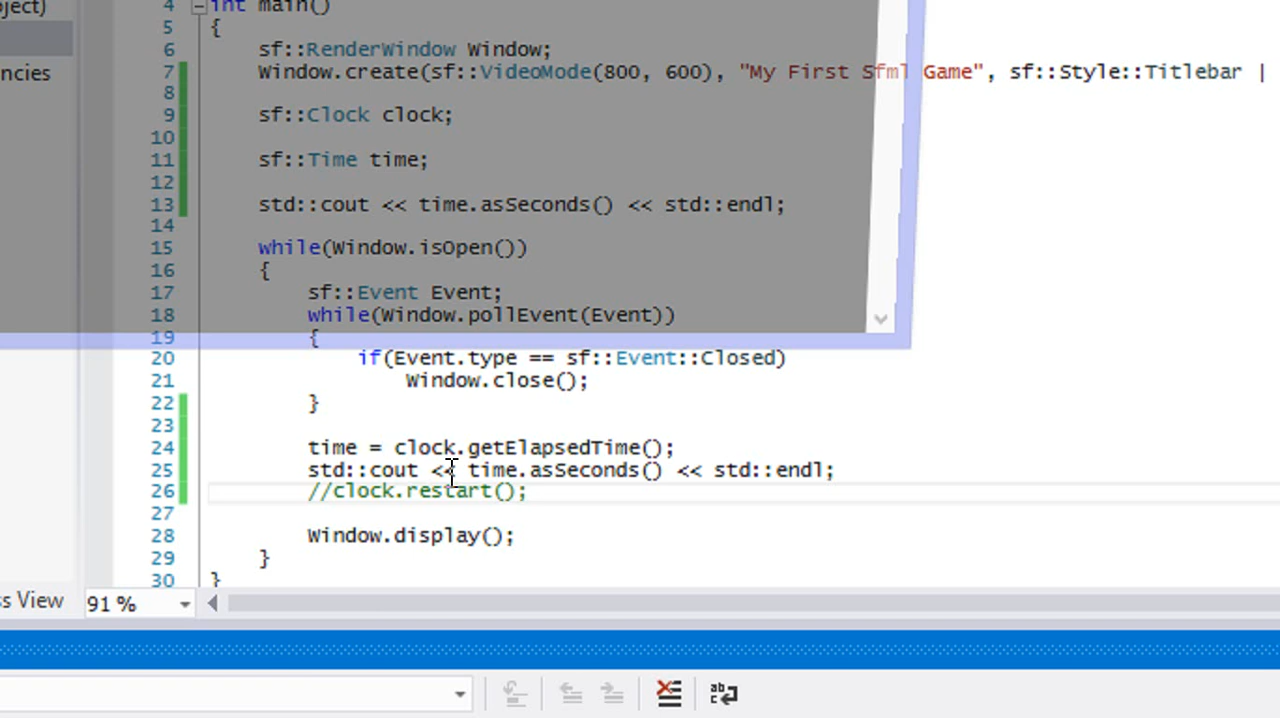 oject)
ncies
4 int main()
5 {
6 sf::RenderWindow Window;
7 Window.create(sf::VideoMode(800, 600), "My First Sfml Game", sf::Style::Titlebar |
8
9 sf::Clock clock;
10
11 sf::Time time;
12
13 std::cout << time.asSeconds() << std::endl;
14
15 while(Window.isOpen())
16 {
17 sf::Event Event;
18 while(Window.pollEvent(Event))
19 {
20 if(Event.type == sf::Event::Closed)
21 Window.close();
22 }
23
24 time = clock.getElapsedTime();
25 std::cout << time.asSeconds() << std::endl;
26 //clock.restart();
27
28 Window.display();
29 }
30 }
ss View
91 %